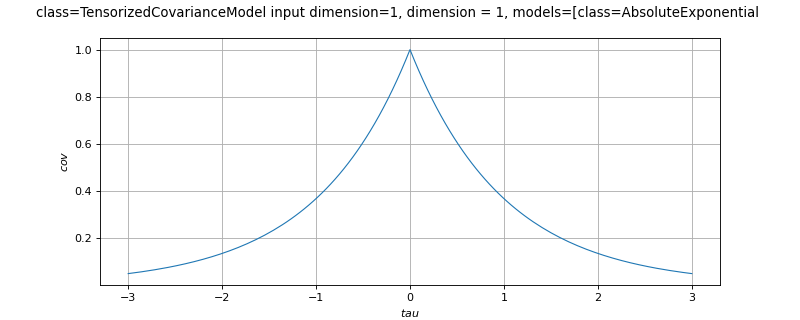 class=TensorizedCovarianceModel input dimension=1, dimension = 1, models=[class=AbsoluteExponential
1.0
0.8
0.6
0.4
0.2
cov
−3 −2 −1 0 1 2 3
tau